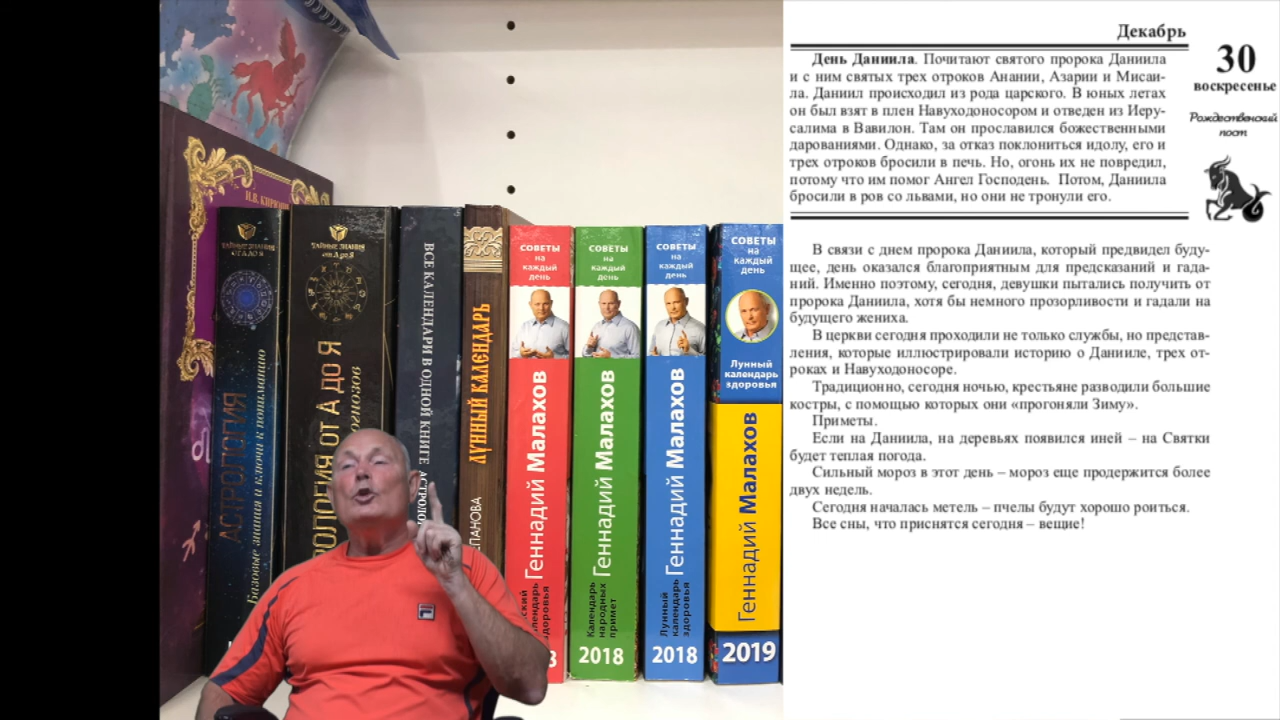 Н.В. КИРЮХИН
ТАЙНЫЕ ЗНАНИЯ
ОТ А ДО Я
АСТРОЛОГИЯ
Базовые знания и ключи к пониманию
ТАЙНЫЕ ЗНАНИЯ
от А до Я
РОЛОГИЯ ОТ А ДО Я
ВСЕ КАЛЕНДАРИ В ОДНОЙ КНИГЕ
ЛУННЫЙ КАЛЕНДАРЬ
СОВЕТЫ
на
каждый
день
Геннадий Малахов
СОВЕТЫ
на
каждый
день
Геннадий Малахов
Календарь
народных
примет
2018
СОВЕТЫ
на
каждый
день
Геннадий Малахов
Лунный
календарь
здоровья
2018
СОВЕТЫ
на
каждый
день
Лунный
календарь
здоровья
Геннадий Малахов
2019
FILA
Декабрь
30
воскресенье
Рождественский
пост
День Даниила. Почитают святого пророка Даниила
и с ним святых трех отроков Анании, Азарии и Мисаи-
ла. Даниил происходил из рода царского. В юных летах
он был взят в плен Навуходоносором и отведен из Иеру-
салима в Вавилон. Там он прославился божественными
дарованиями. Однако, за отказ поклониться идолу, его и
трех отроков бросили в печь. Но, огонь их не повредил,
потому что им помог Ангел Господень. Потом, Даниила
бросили в ров со львами, но они не тронули его.
В связи с днем пророка Даниила, который предвидел буду-
щее, день оказался благоприятным для предсказаний и гада-
ний. Именно поэтому, сегодня, девушки пытались получить от
пророка Даниила, хотя бы немного прозорливости и гадали на
будущего жениха.
В церкви сегодня проходили не только службы, но представ-
ления, которые иллюстрировали историю о Данииле, трех от-
роках и Навуходоносоре.
Традиционно, сегодня ночью, крестьяне разводили большие
костры, с помощью которых они «прогоняли Зиму».
Приметы.
Если на Даниила, на деревьях появился иней – на Святки
будет теплая погода.
Сильный мороз в этот день – мороз еще продержится более
двух недель.
Сегодня началась метель – пчелы будут хорошо роиться.
Все сны, что приснятся сегодня – вещие!